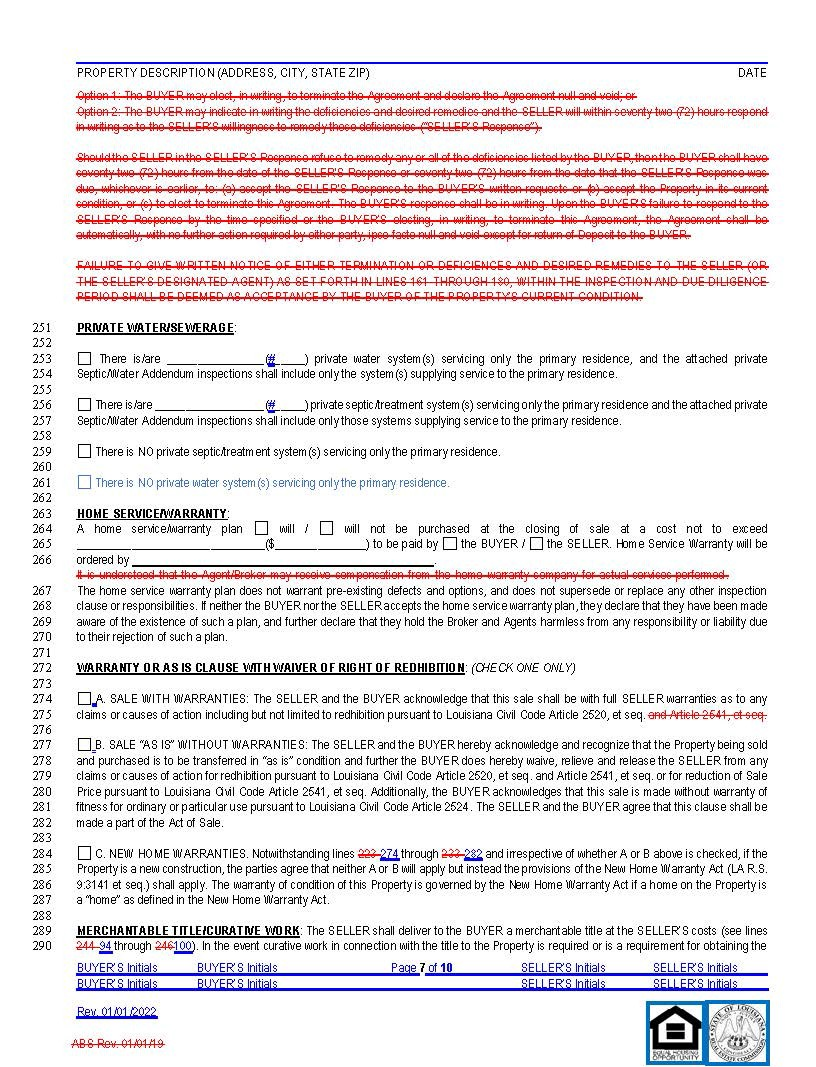 PROPERTY DESCRIPTION (ADDRESS, CITY, STATE ZIP) DATE
Option 1: The BUYER may elect, in writing, to terminate the Agreement and declare the Agreement null and void; or
Option 2: The BUYER may indicate in writing the deficiencies and desired remedies and the SELLER will within seventy two (72) hours respond
in writing as to the SELLER'S willingness to remedy those deficiencies ("SELLER'S Response").
Should the SELLER in the SELLER'S Response refuse to remedy any or all of the deficiencies listed by the BUYER, then the BUYER shall have
seventy-two (72) hours from the date of the SELLER'S Response or seventy-two (72) hours from the date that the SELLER'S Response was
due, whichever is earlier, to: (a) accept the SELLER'S Response to the BUYER'S written requests or (b) accept the Property in its current
condition, or (c) to elect to terminate this Agreement. The BUYER'S response shall be in writing. Upon the BUYER'S failure to respond to the
SELLER'S Response by the time specified or the BUYER'S electing, in writing, to terminate this Agreement, the Agreement shall be
automatically, with no further action required by either party, ipso facto null and void except for return of Deposit to the BUYER.
FAILURE TO GIVE WRITTEN NOTICE OF EITHER TERMINATION OR DEFICIENCES AND DESIRED REMEDIES TO THE SELLER (OR
THE SELLER'S DESIGNATED AGENT) AS SET FORTH IN LINES 161 THROUGH 180, WITHIN THE INSPECTION AND DUE DILIGENCE
PERIOD SHALL BE DEEMED AS ACCEPTANCE BY THE BUYER OF THE PROPERTY'S CURRENT CONDITION.
251 PRIVATE WATER/SEWERAGE:
252
253 ☐ There is/are ________________(#_____) private water system(s) servicing only the primary residence, and the attached private
254 Septic/Water Addendum inspections shall include only the system(s) supplying service to the primary residence.
255
256 ☐ There is/are __________________(#_____) private septic/treatment system(s) servicing only the primary residence and the attached private
257 Septic/Water Addendum inspections shall include only those systems supplying service to the primary residence.
258
259 ☐ There is NO private septic/treatment system(s) servicing only the primary residence.
260
261 ☐ There is NO private water system(s) servicing only the primary residence.
262
263 HOME SERVICE/WARRANTY:
264 A home service/warranty plan ☐ will / ☐ will not be purchased at the closing of sale at a cost not to exceed
265 ______________________________($_______________) to be paid by ☐ the BUYER / ☐ the SELLER. Home Service Warranty will be
266 ordered by __________________________________________________.
It is understood that the Agent/Broker may receive compensation from the home warranty company for actual services performed.
267 The home service warranty plan does not warrant pre-existing defects and options, and does not supersede or replace any other inspection
268 clause or responsibilities. If neither the BUYER nor the SELLER accepts the home service warranty plan, they declare that they have been made
269 aware of the existence of such a plan, and further declare that they hold the Broker and Agents harmless from any responsibility or liability due
270 to their rejection of such a plan.
271
272 WARRANTY OR AS IS CLAUSE WITH WAIVER OF RIGHT OF REDHIBITION: (CHECK ONE ONLY)
273
274 ☐ A. SALE WITH WARRANTIES: The SELLER and the BUYER acknowledge that this sale shall be with full SELLER warranties as to any
275 claims or causes of action including but not limited to redhibition pursuant to Louisiana Civil Code Article 2520, et seq. and Article 2541, et seq.
276
277 ☐ B. SALE "AS IS" WITHOUT WARRANTIES: The SELLER and the BUYER hereby acknowledge and recognize that the Property being sold
278 and purchased is to be transferred in "as is" condition and further the BUYER does hereby waive, relieve and release the SELLER from any
279 claims or causes of action for redhibition pursuant to Louisiana Civil Code Article 2520, et seq. and Article 2541, et seq. or for reduction of Sale
280 Price pursuant to Louisiana Civil Code Article 2541, et seq. Additionally, the BUYER acknowledges that this sale is made without warranty of
281 fitness for ordinary or particular use pursuant to Louisiana Civil Code Article 2524. The SELLER and the BUYER agree that this clause shall be
282 made a part of the Act of Sale.
283
284 ☐ C. NEW HOME WARRANTIES. Notwithstanding lines 223 274 through 233 282 and irrespective of whether A or B above is checked, if the
285 Property is a new construction, the parties agree that neither A or B will apply but instead the provisions of the New Home Warranty Act (LA R.S.
286 9:3141 et seq.) shall apply. The warranty of condition of this Property is governed by the New Home Warranty Act if a home on the Property is
287 a "home" as defined in the New Home Warranty Act.
288
289 MERCHANTABLE TITLE/CURATIVE WORK: The SELLER shall deliver to the BUYER a merchantable title at the SELLER'S costs (see lines
290 244 94 through 246100). In the event curative work in connection with the title to the Property is required or is a requirement for obtaining the
BUYER'S Initials BUYER'S Initials Page 7 of 10 SELLER'S Initials SELLER'S Initials
BUYER'S Initials BUYER'S Initials SELLER'S Initials SELLER'S Initials
Rev. 01/01/2022
ABS Rev. 01/01/19
EQUAL HOUSING
OPPORTUNITY